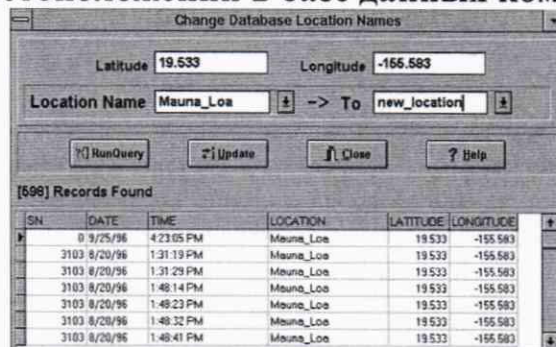 Change Database Location Names
Latitude 19.533 Longitude -155.583
Location Name Mauna_Loa -> To new_location
?() RunQuery Update Close ? Help
[598] Records Found
SN DATE TIME LOCATION LATITUDE LONGITUDE
0 9/25/96 4:23:05 PM Mauna_Loa 19.533 -155.583
3103 8/20/96 1:31:19 PM Mauna_Loa 19.533 -155.583
3103 8/20/96 1:31:29 PM Mauna_Loa 19.533 -155.583
3103 8/20/96 1:48:14 PM Mauna_Loa 19.533 -155.583
3103 8/20/96 1:48:23 PM Mauna_Loa 19.533 -155.583
3103 8/20/96 1:48:32 PM Mauna_Loa 19.533 -155.583
3103 8/20/96 1:48:41 PM Mauna_Loa 19.533 -155.583